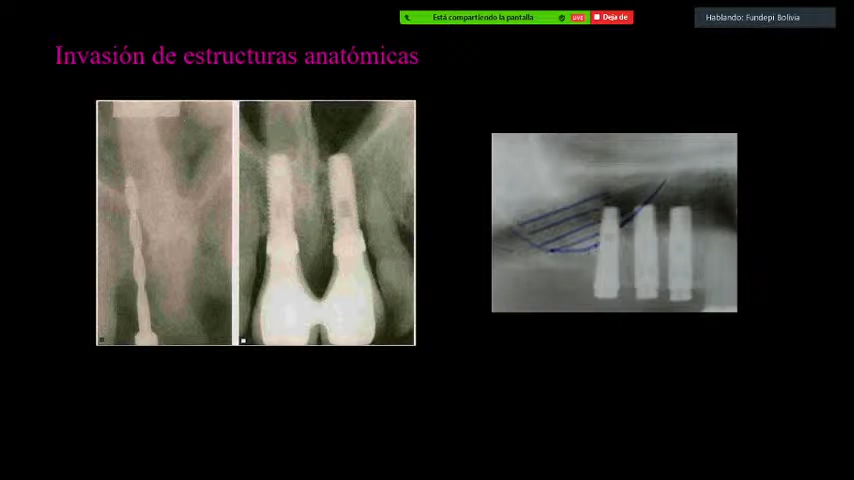 Está compartiendo la pantalla
LIVE
Deja de
Hablando: Fundepi Bolivia
Invasión de estructuras anatómicas